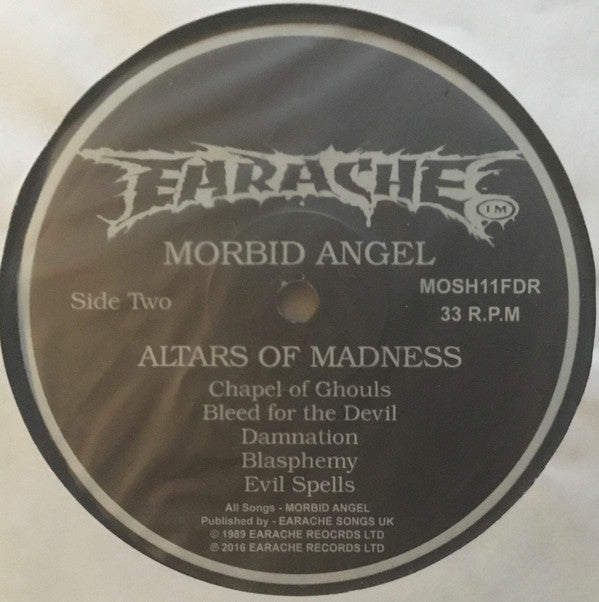 EARACHE
TM
MORBID ANGEL
Side Two
MOSH11FDR
33 R.P.M
ALTARS OF MADNESS
Chapel of Ghouls
Bleed for the Devil
Damnation
Blasphemy
Evil Spells
All Songs - MORBID ANGEL
Published by - EARACHE SONGS UK
© 1989 EARACHE REOCRDS LTD
℗ 2016 EARACHE RECORDS LTD